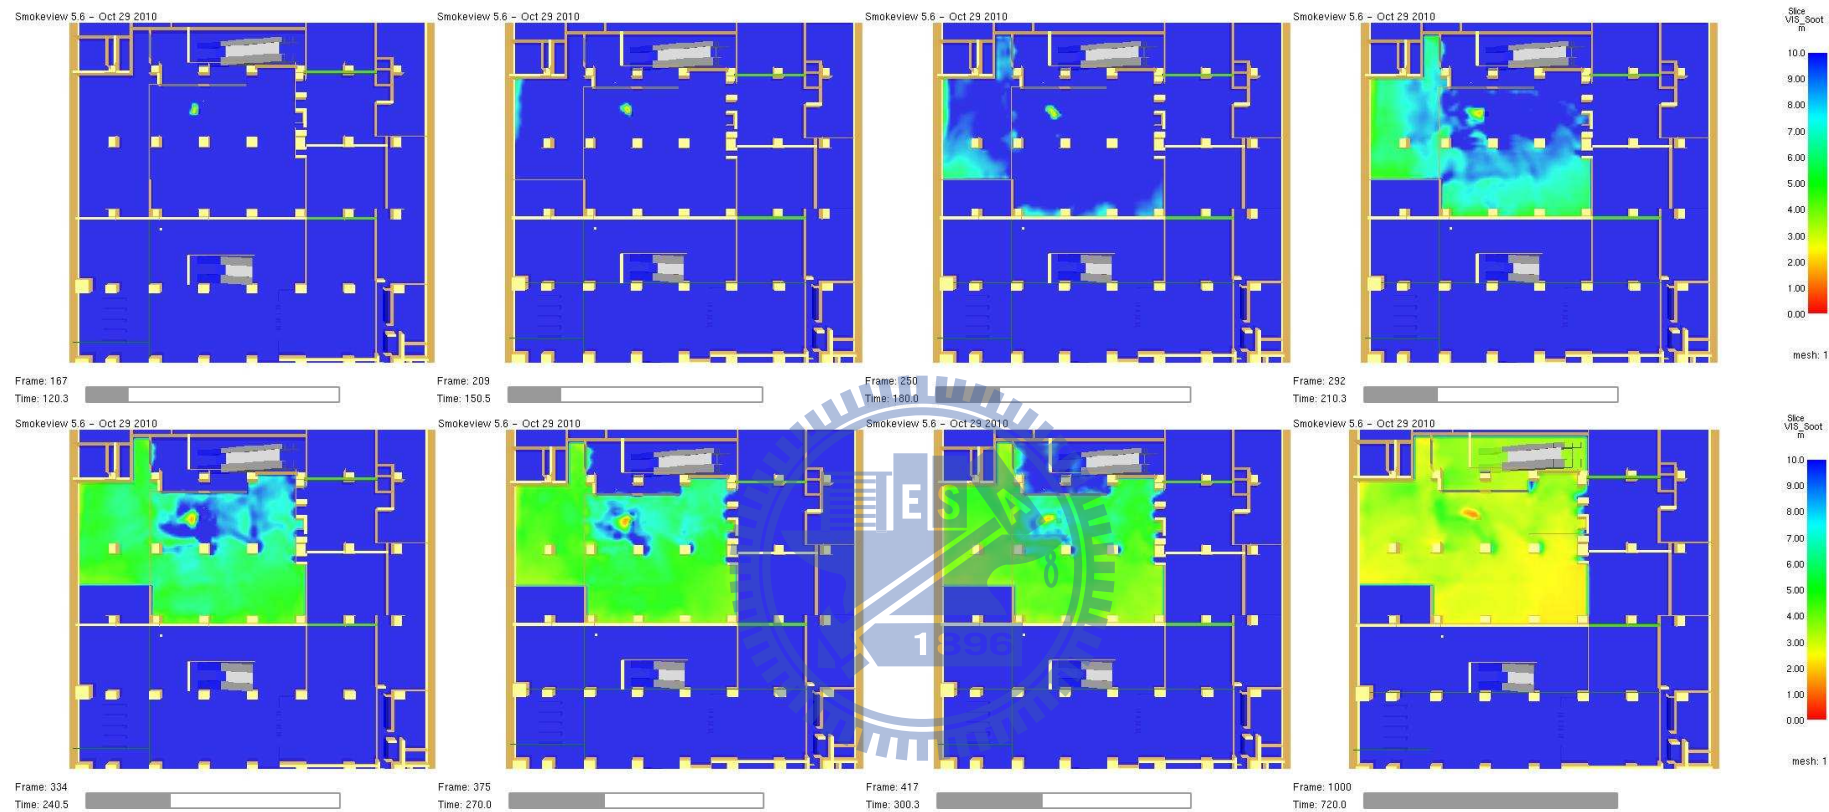 Smokeview 5.6 - Oct 29 2010
Smokeview 5.6 - Oct 29 2010
Smokeview 5.6 - Oct 29 2010
Smokeview 5.6 - Oct 29 2010
Slice
VIS_Soot
m
10.0
9.00
8.00
7.00
6.00
5.00
4.00
3.00
2.00
1.00
0.00
mesh: 1
Frame: 167
Time: 120.3
Frame: 209
Time: 150.5
Frame: 250
Time: 180.0
Frame: 292
Time: 210.3
Smokeview 5.6 - Oct 29 2010
Smokeview 5.6 - Oct 29 2010
Smokeview 5.6 - Oct 29 2010
Smokeview 5.6 - Oct 29 2010
Slice
VIS_Soot
m
10.0
9.00
8.00
7.00
6.00
5.00
4.00
3.00
2.00
1.00
0.00
mesh: 1
E S A
8
1896
Frame: 334
Time: 240.5
Frame: 375
Time: 270.0
Frame: 417
Time: 300.3
Frame: 1000
Time: 720.0